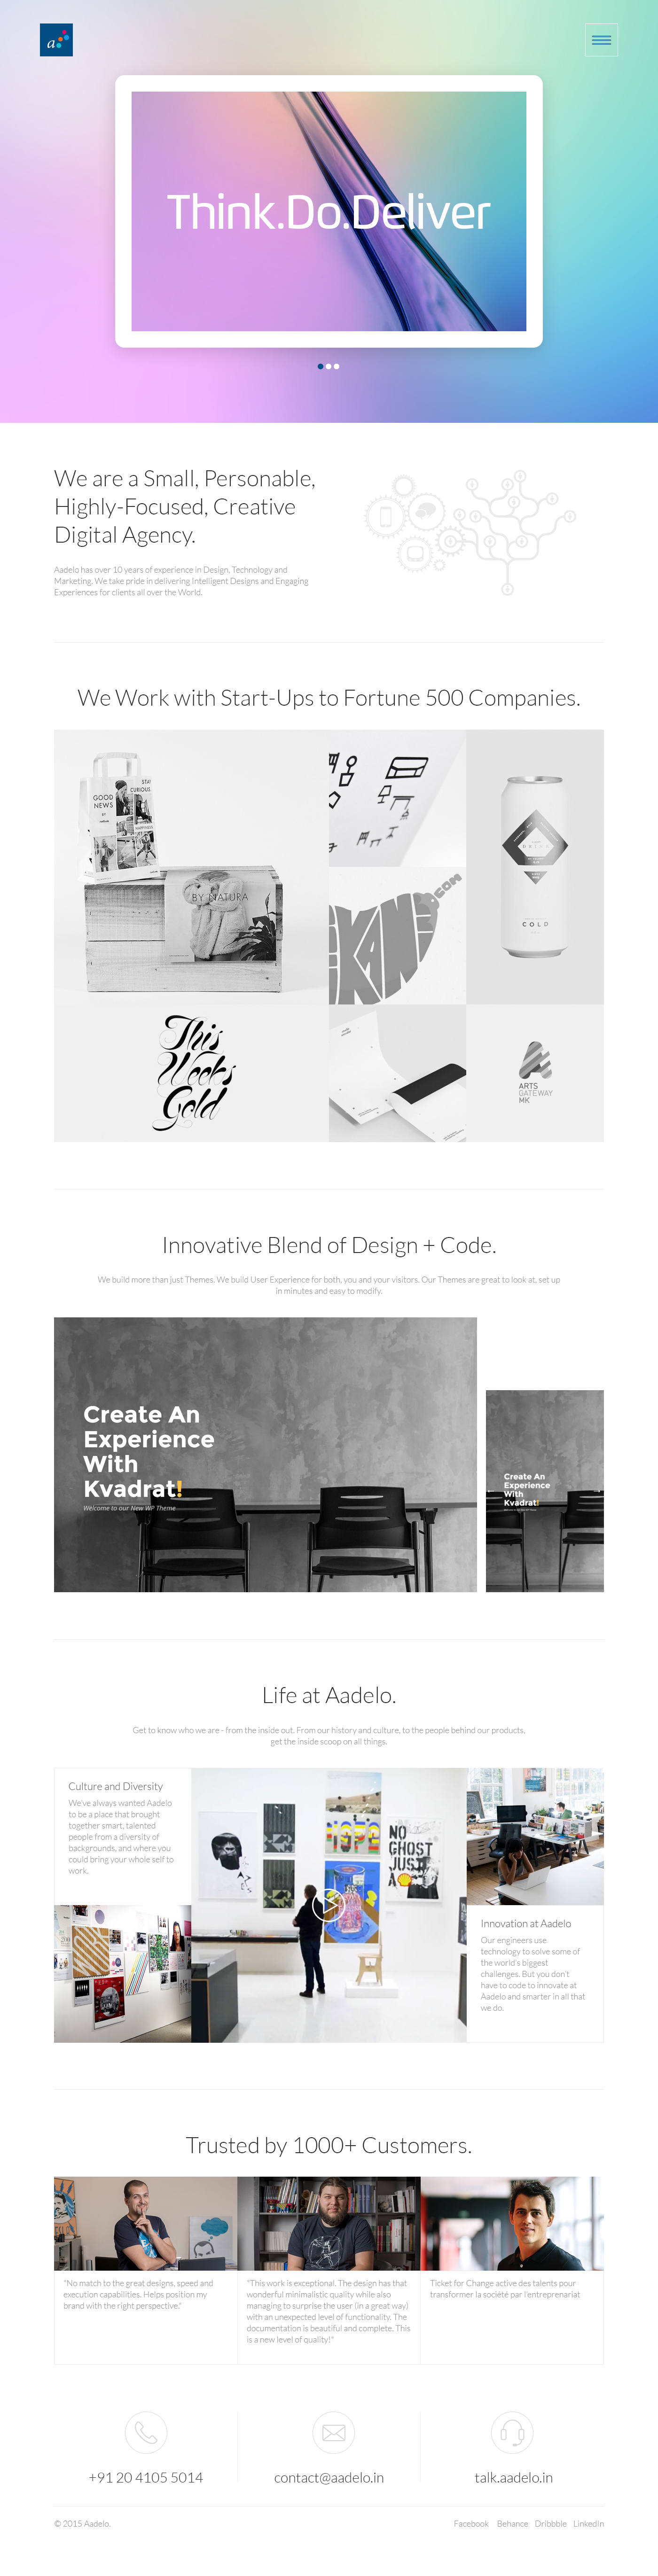 a
Think.Do.Deliver
We are a Small, Personable,
Highly-Focused, Creative
Digital Agency.
Aadelo has over 10 years of experience in Design, Technology and
Marketing. We take pride in delivering Intelligent Designs and Engaging
Experiences for clients all over the World.
We Work with Start-Ups to Fortune 500 Companies.
STAY
GOOD
CURIOUS
NEWS
BY NATURA
KANI
.COM
COLD
This
Weeks
Gold
ARTS
GATEWAY
MK
Innovative Blend of Design + Code.
We build more than just Themes. We build User Experience for both, you and your visitors. Our Themes are great to look at, set up
in minutes and easy to modify.
Create An
Experience
With
Kvadrat!
Welcome to our New WP Theme
Create An
Experience
With
Kvadrat!
Life at Aadelo.
Get to know who we are - from the inside out. From our history and culture, to the people behind our products,
get the inside scoop on all things.
Culture and Diversity
We've always wanted Aadelo
to be a place that brought
together smart, talented
people from a diversity of
backgrounds, and where you
could bring your whole self to
work.
NO
GHOST
JUST
A
Innovation at Aadelo
Our engineers use
technology to solve some of
the world's biggest
challenges. But you don't
have to code to innovate at
Aadelo and smarter in all that
we do.
Trusted by 1000+ Customers.
"No match to the great designs, speed and
execution capabilities. Helps position my
brand with the right perspective."
"This work is exceptional. The design has that
wonderful minimalistic quality while also
managing to surprise the user (in a great way)
with an unexpected level of functionality. The
documentation is beautiful and complete. This
is a new level of quality!"
Ticket for Change active des talents pour
transformer la société par l'entreprenariat
+91 20 4105 5014
contact@aadelo.in
talk.aadelo.in
© 2015 Aadelo.
Facebook Behance Dribbble LinkedIn